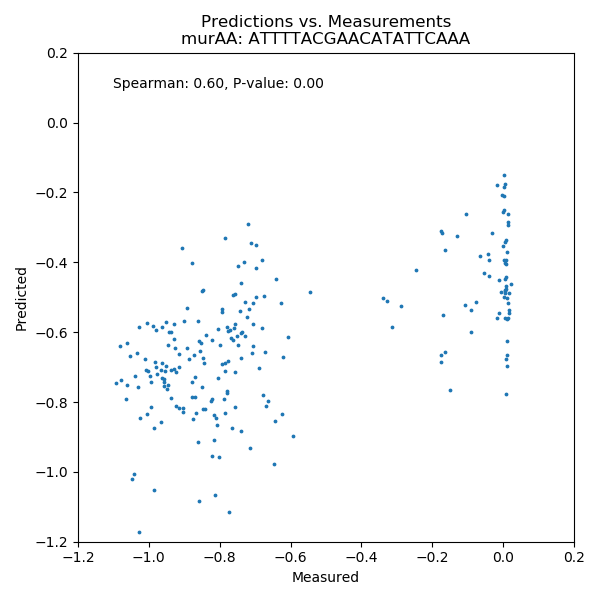 Predictions vs. Measurements
murAA: ATTTTACGAACATATTCAAA
Spearman: 0.60, P-value: 0.00
Predicted
0.2
0.0
−0.2
−0.4
−0.6
−0.8
−1.0
−1.2
−1.2 −1.0 −0.8 −0.6 −0.4 −0.2 0.0 0.2
Measured